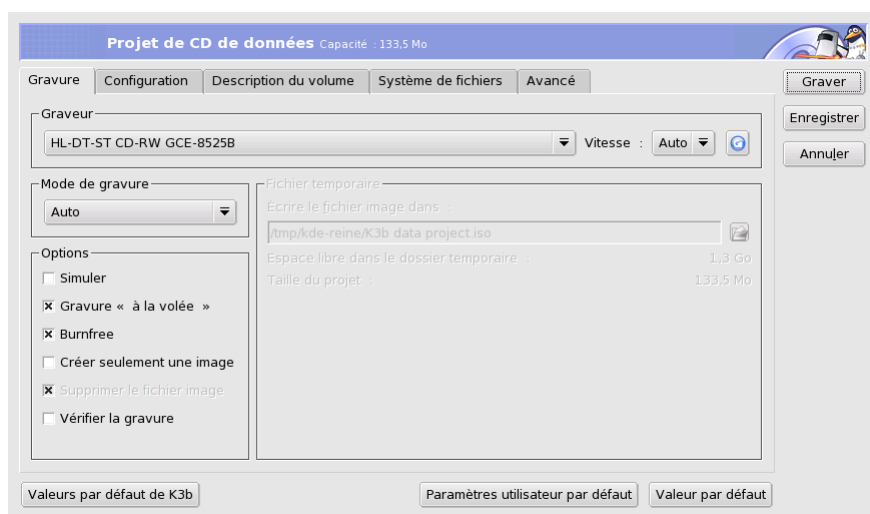 Projet de CD de données Capacité : 133,5 Mo
Gravure Configuration Description du volume Système de fichiers Avancé
Graver
Enregistrer
Annuler
Graveur
HL-DT-ST CD-RW GCE-8525B Vitesse : Auto
Mode de gravure
Auto
Options
Simuler
Gravure « à la volée »
Burnfree
Créer seulement une image
Supprimer le fichier image
Vérifier la gravure
Fichier temporaire
Écrire le fichier image dans :
/tmp/kde-reine/K3b data project.iso
Espace libre dans le dossier temporaire : 1,3 Go
Taille du projet : 133,5 Mo
Valeurs par défaut de K3b Paramètres utilisateur par défaut Valeur par défaut